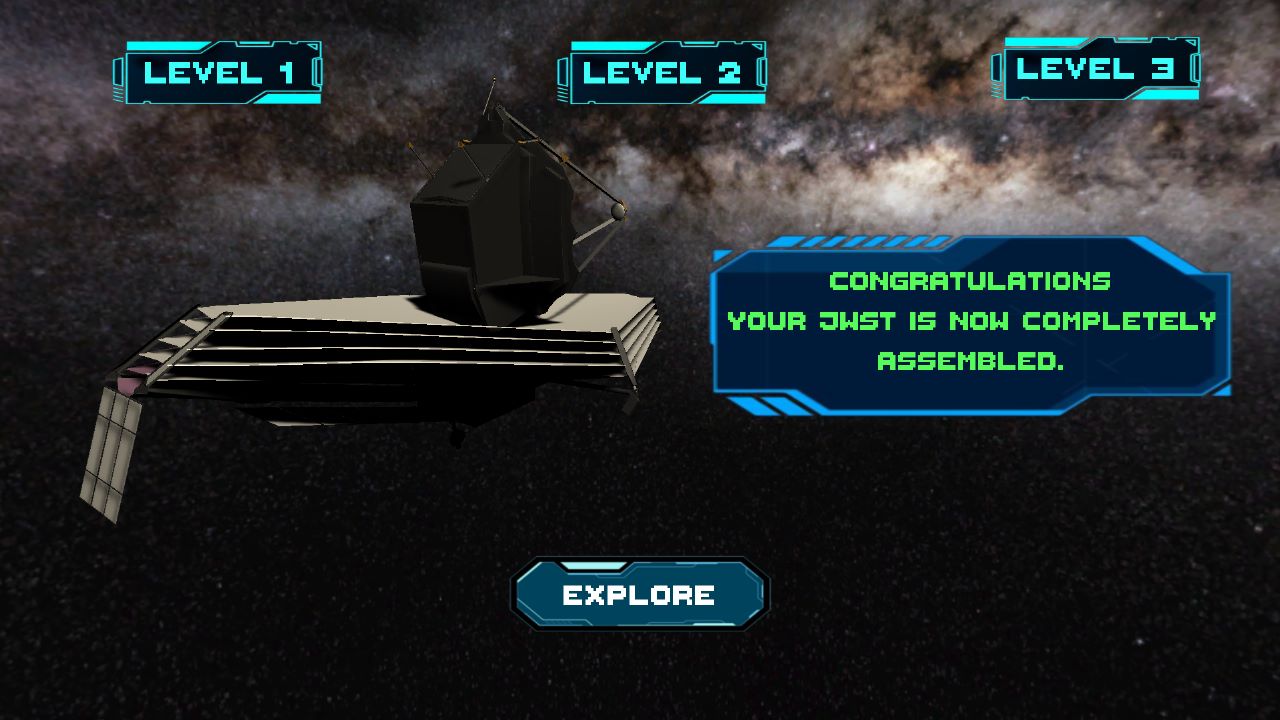 LEVEL 1
LEVEL 2
LEVEL 3
CONGRATULATIONS
YOUR JWST IS NOW COMPLETELY
ASSEMBLED.
EXPLORE